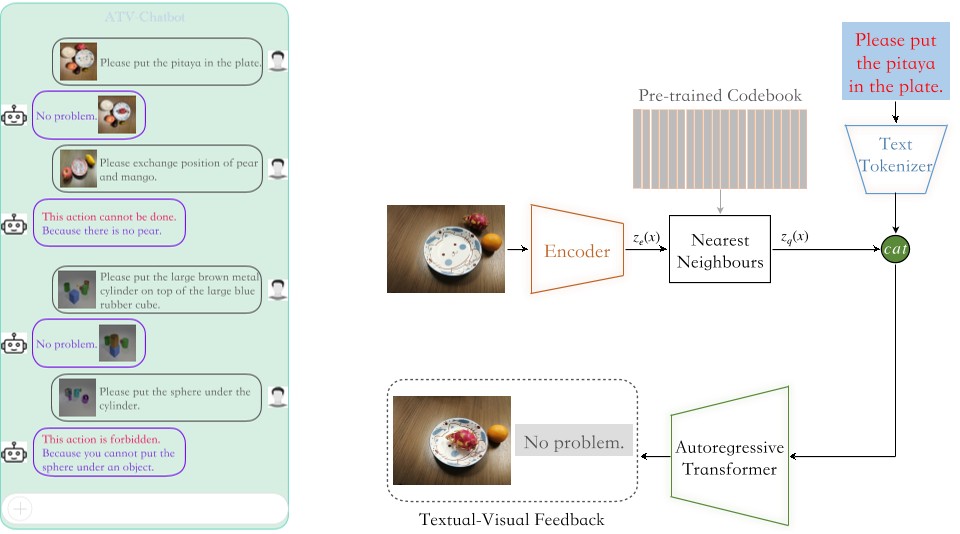 ATV-Chatbot
Please put the pitaya in the plate.
No problem.
Please exchange position of pear
and mango.
This action cannot be done.
Because there is no pear.
Please put the large brown metal
cylinder on top of the large blue
rubber cube.
No problem.
Please put the sphere under the
cylinder.
This action is forbidden.
Because you cannot put the
sphere under an object.
Please put
the pitaya
in the plate.
Pre-trained Codebook
Text
Tokenizer
Encoder
z_e(x)
Nearest
Neighbours
z_q(x)
cat
Autoregressive
Transformer
No problem.
Textual-Visual Feedback